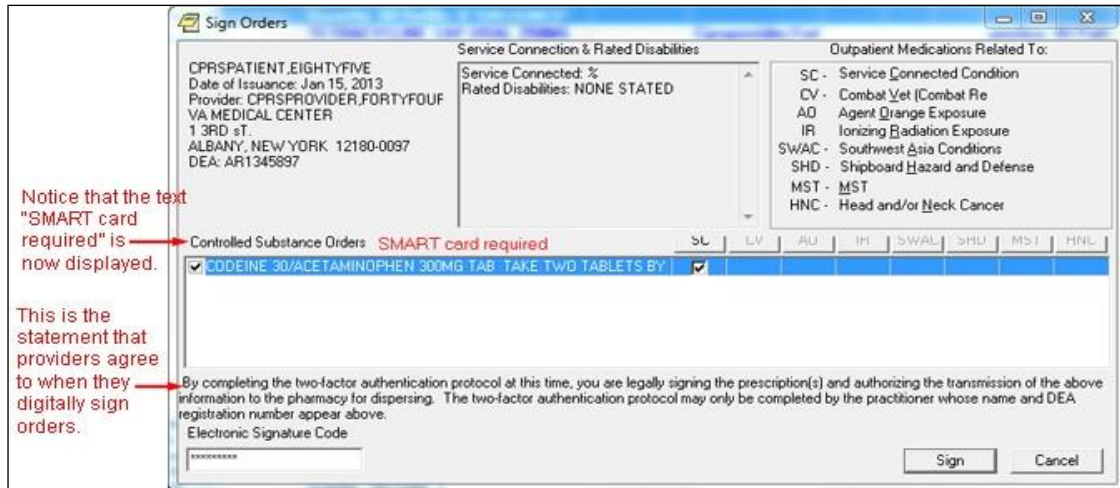 Sign Orders
CPRSPATIENT,EIGHTYFIVE
Date of Issuance: Jan 15, 2013
Provider: CPRSPROVIDER,FORTYFOUF
VA MEDICAL CENTER
1 3RD sT.
ALBANY, NEW YORK 12180-0097
DEA: AR1345897
Service Connection & Rated Disabilities
Service Connected: %
Rated Disabilities: NONE STATED
Outpatient Medications Related To:
SC - Service Connected Condition
CV - Combat Vet (Combat Re
AO Agent Orange Exposure
IR Ionizing Radiation Exposure
SWAC - Southwest Asia Conditions
SHD - Shipboard Hazard and Defense
MST - MST
HNC - Head and/or Neck Cancer
Notice that the text
"SMART card
required" is
now displayed.
Controlled Substance Orders SMART card required
SC CV AO IR SWAC SHD MST HNC
CODEINE 30/ACETAMINOPHEN 300MG TAB TAKE TWO TABLETS BY
This is the
statement that
providers agree
to when they
digitally sign
orders.
By completing the two-factor authentication protocol at this time, you are legally signing the prescription(s) and authorizing the transmission of the above
information to the pharmacy for dispersing. The two-factor authentication protocol may only be completed by the practitioner whose name and DEA
registration number appear above.
Electronic Signature Code
*********
Sign Cancel